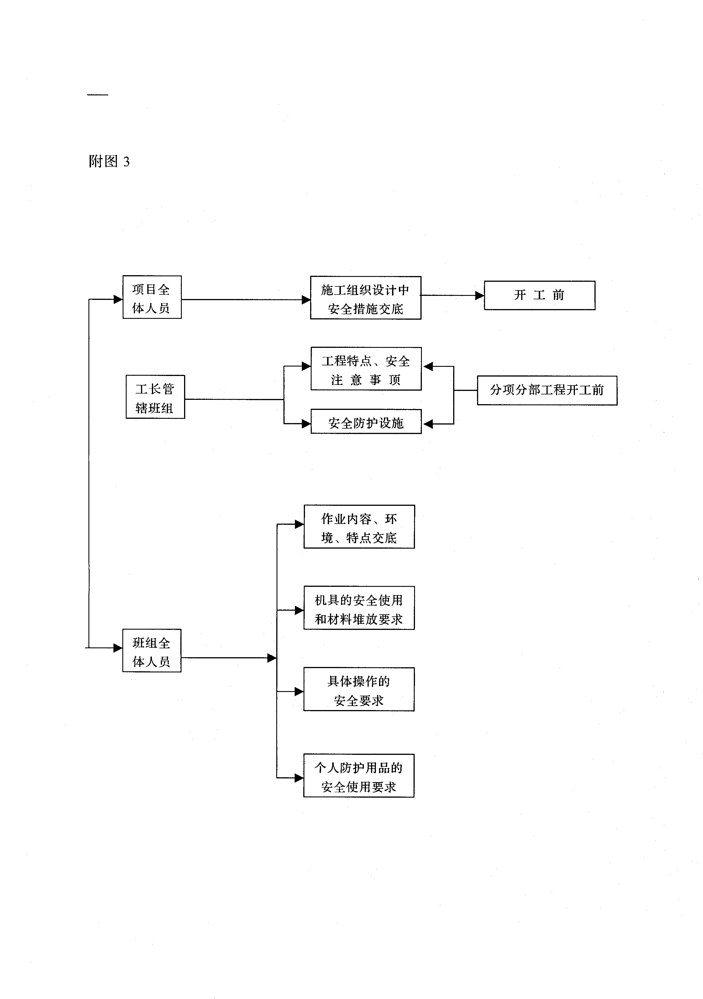 附图 3
项目全
体人员
施工组织设计中
安全措施交底
开 工 前
工程特点、安全
注 意 事 项
工长管
辖班组
分项分部工程开工前
安全防护设施
作业内容、环
境、特点交底
机具的安全使用
和材料堆放要求
班组全
体人员
具体操作的
安全要求
个人防护用品的
安全使用要求